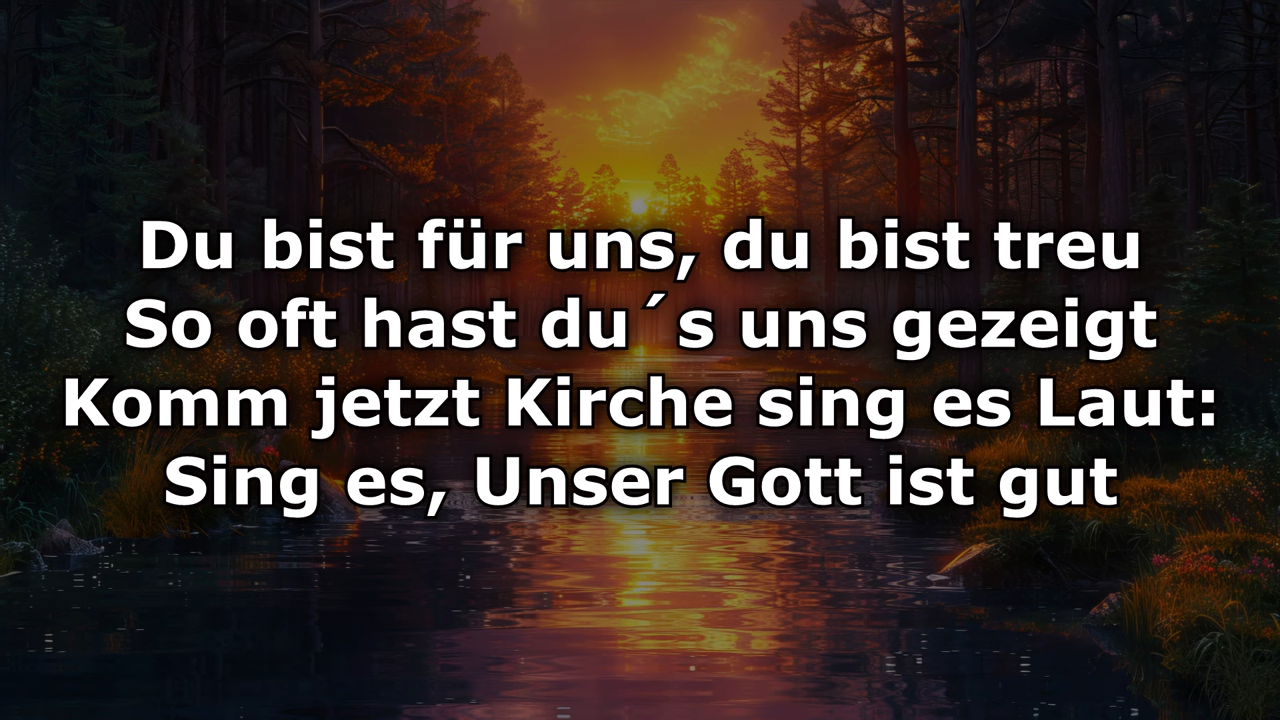 Du bist für uns, du bist treu
So oft hast du´s uns gezeigt
Komm jetzt Kirche sing es Laut:
Sing es, Unser Gott ist gut